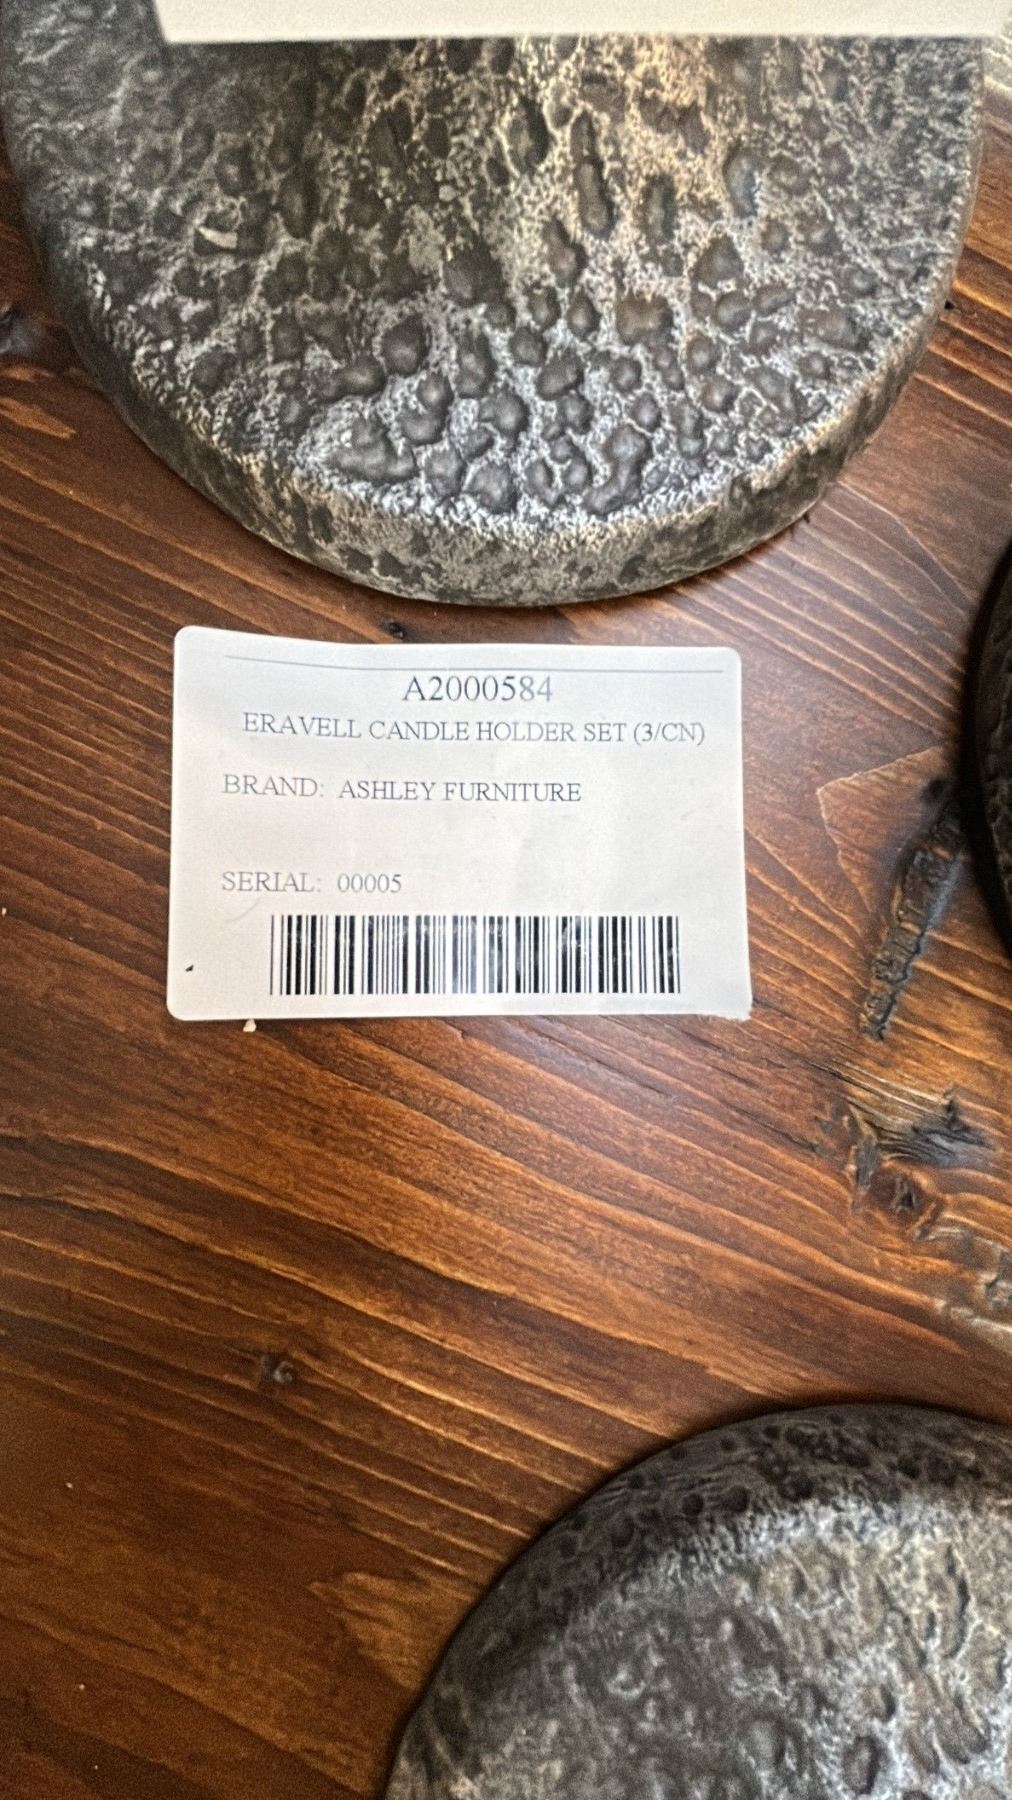 A2000584
ERAVELL CANDLE HOLDER SET (3/CN)
BRAND: ASHLEY FURNITURE
SERIAL: 00005